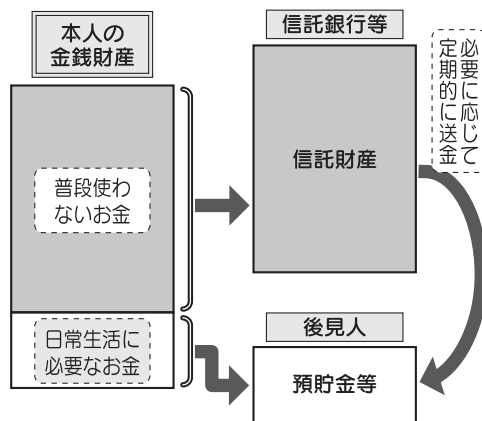 本人の
金銭財産
普段使わ
ないお金
日常生活に
必要なお金
信託銀行等
信託財産
必要に応じて
定期的に送金
後見人
預貯金等